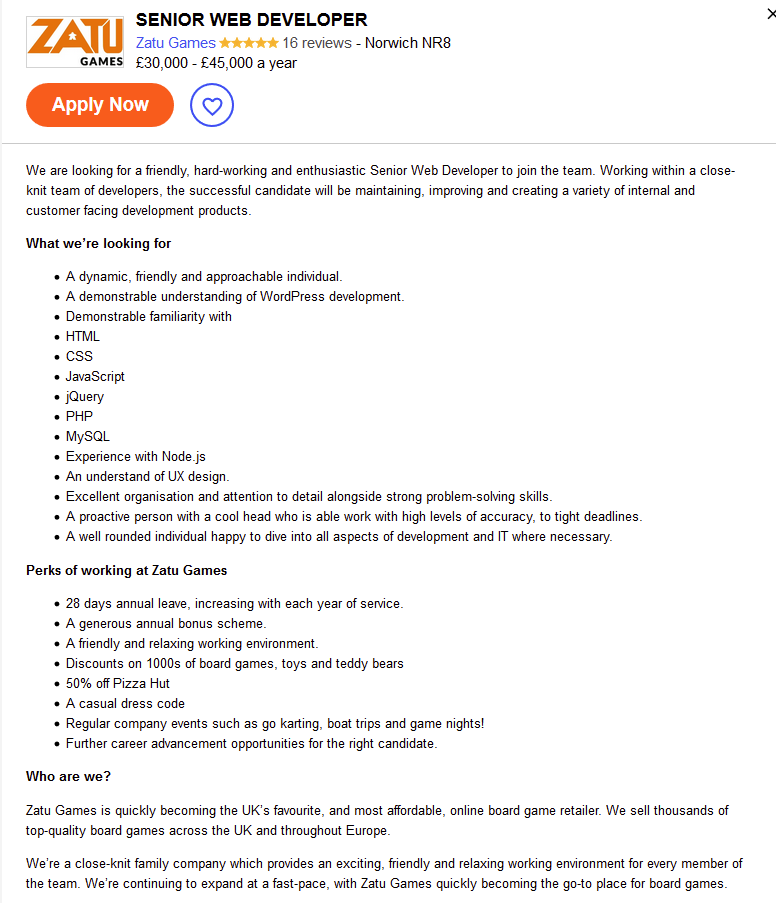 ZATU
GAMES
SENIOR WEB DEVELOPER
Zatu Games 16 reviews - Norwich NR8
£30,000 - £45,000 a year
Apply Now
We are looking for a friendly, hard-working and enthusiastic Senior Web Developer to join the team. Working within a close-
knit team of developers, the successful candidate will be maintaining, improving and creating a variety of internal and
customer facing development products.
What we’re looking for
• A dynamic, friendly and approachable individual.
• A demonstrable understanding of WordPress development.
• Demonstrable familiarity with
• HTML
• CSS
• JavaScript
• jQuery
• PHP
• MySQL
• Experience with Node.js
• An understand of UX design.
• Excellent organisation and attention to detail alongside strong problem-solving skills.
• A proactive person with a cool head who is able work with high levels of accuracy, to tight deadlines.
• A well rounded individual happy to dive into all aspects of development and IT where necessary.
Perks of working at Zatu Games
• 28 days annual leave, increasing with each year of service.
• A generous annual bonus scheme.
• A friendly and relaxing working environment.
• Discounts on 1000s of board games, toys and teddy bears
• 50% off Pizza Hut
• A casual dress code
• Regular company events such as go karting, boat trips and game nights!
• Further career advancement opportunities for the right candidate.
Who are we?
Zatu Games is quickly becoming the UK’s favourite, and most affordable, online board game retailer. We sell thousands of
top-quality board games across the UK and throughout Europe.
We’re a close-knit family company which provides an exciting, friendly and relaxing working environment for every member of
the team. We’re continuing to expand at a fast-pace, with Zatu Games quickly becoming the go-to place for board games.